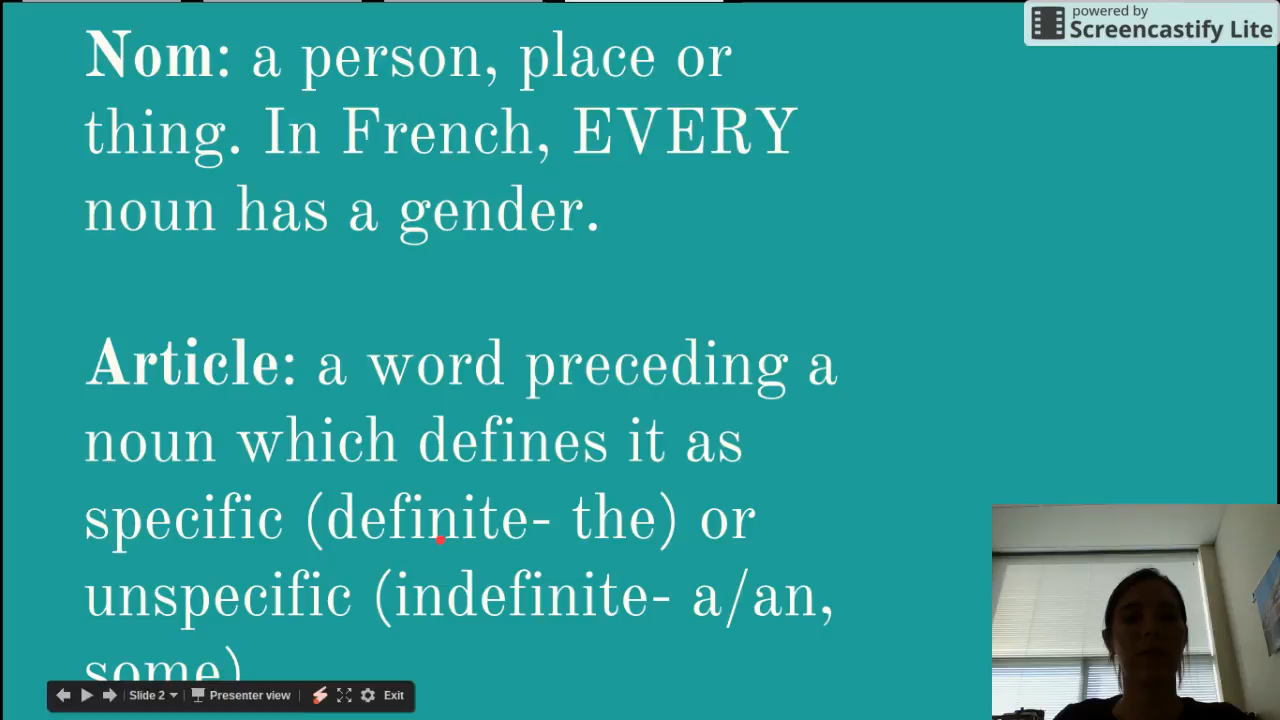 powered by
Screencastify Lite
Nom: a person, place or
thing. In French, EVERY
noun has a gender.
Article: a word preceding a
noun which defines it as
specific (definite- the) or
unspecific (indefinite- a/an,
some)
Slide 2
Presenter view
Exit